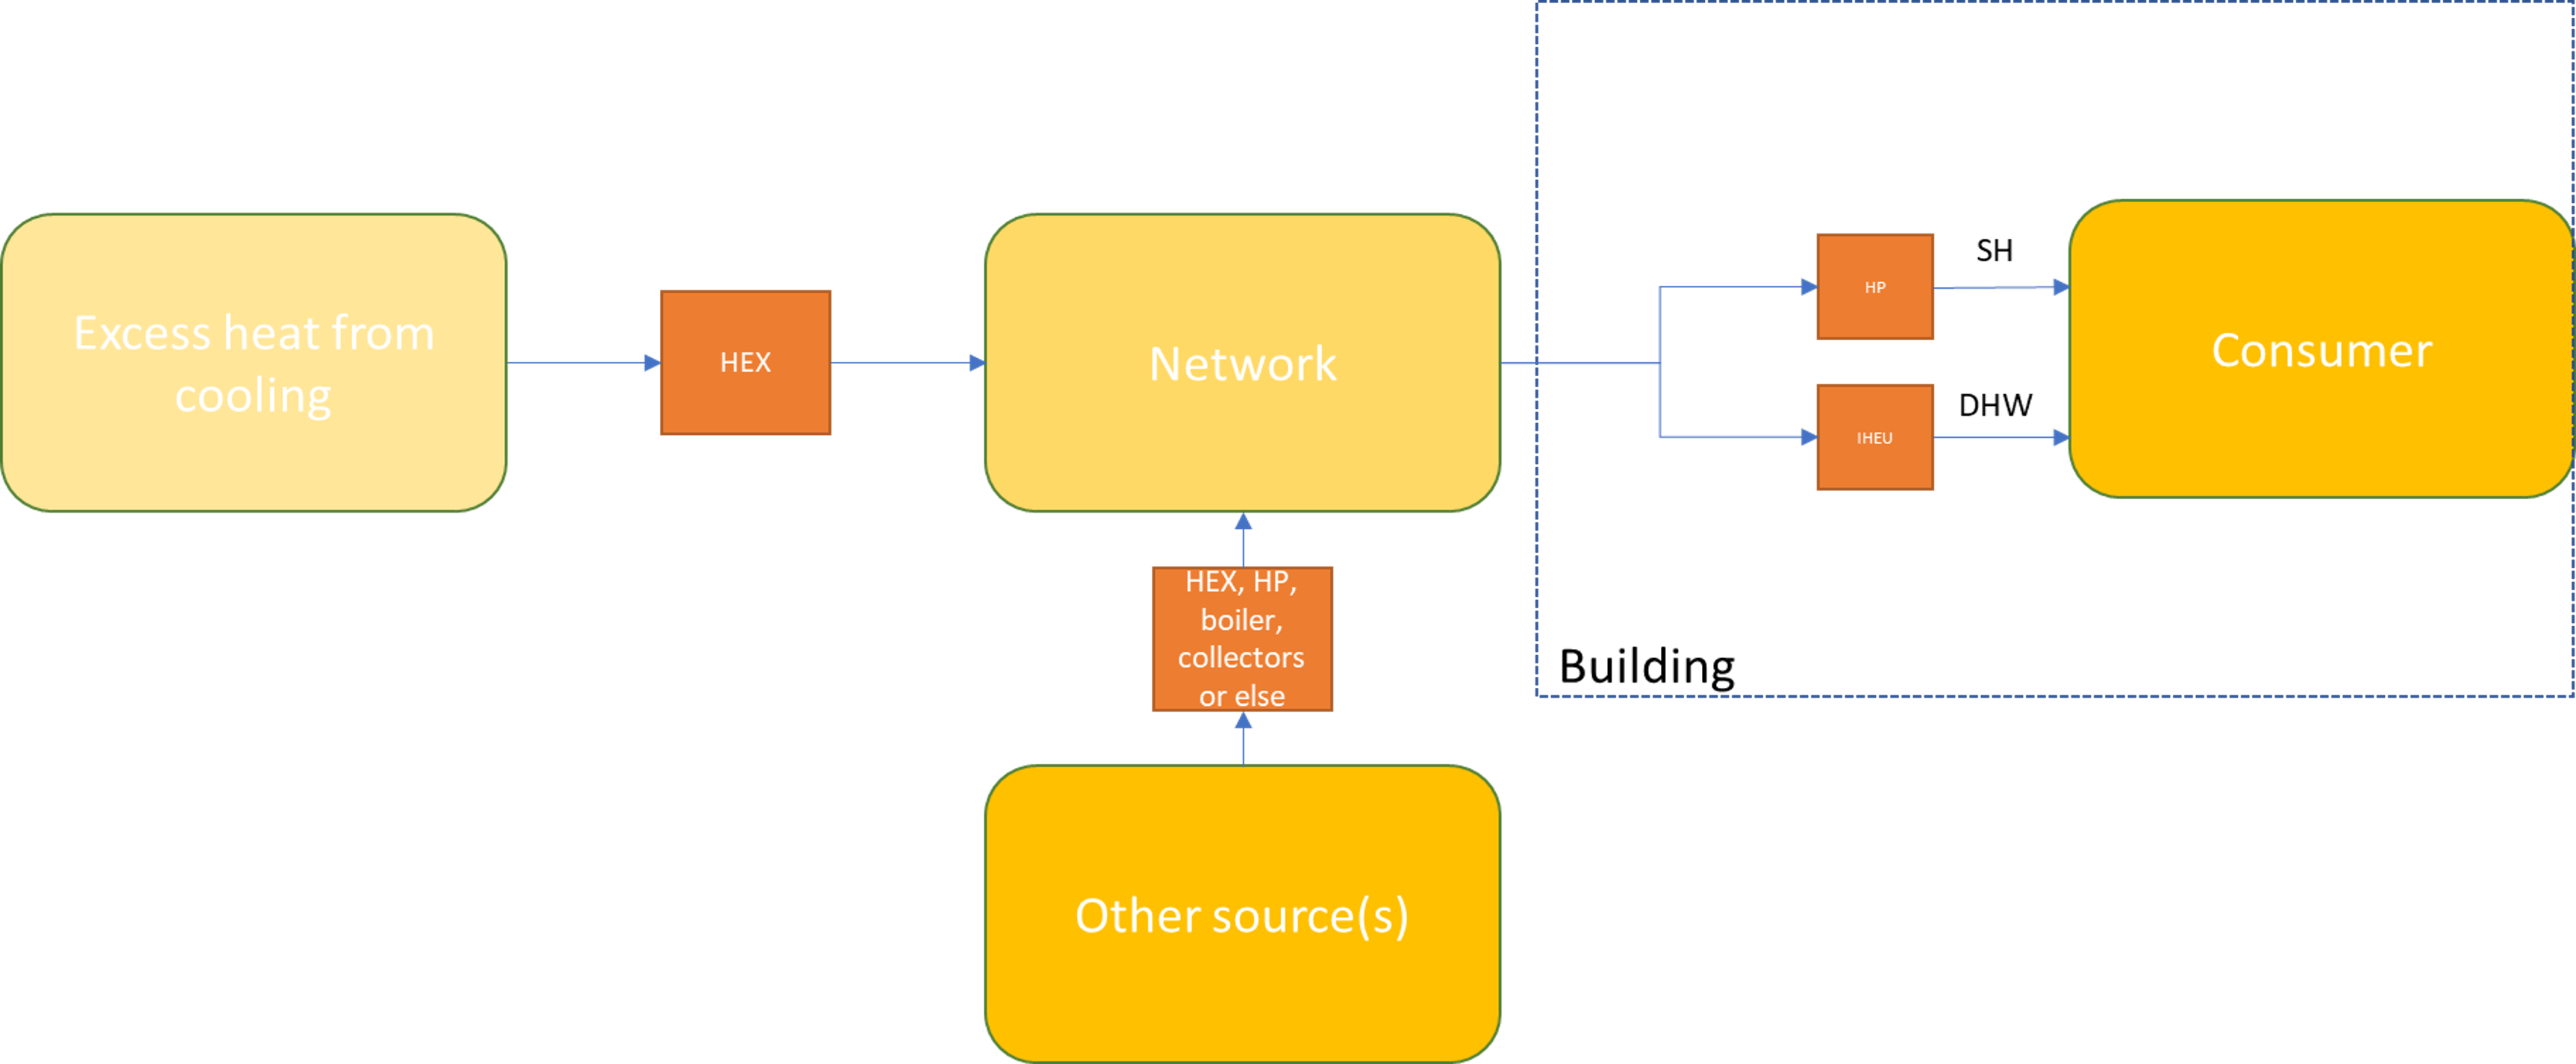 Excess heat from
cooling
HEX
Network
HP
SH
IHEU
DHW
Consumer
Building
HEX, HP,
boiler,
collectors
or else
Other source(s)